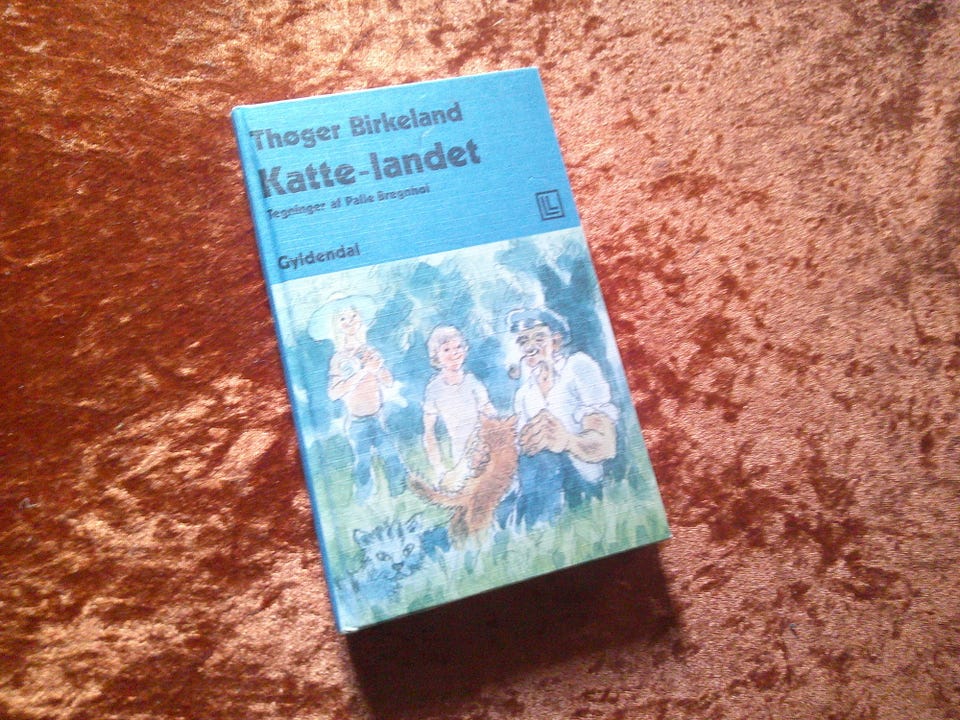 Thøger Birkeland
Katte-landet
Tegninger af Palle Bregnhøi
Gyldendal